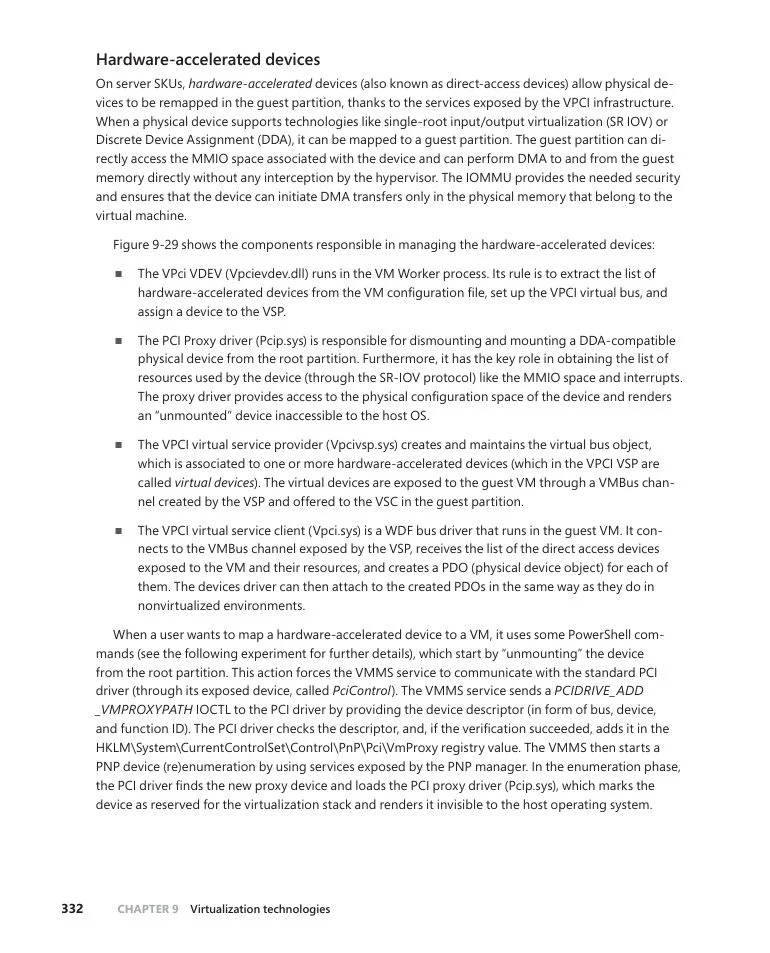 Hardware-accelerated devices
On server SKUs, hardware-accelerated devices (also known as direct-access devices) allow physical de-
vices to be remapped in the guest partition, thanks to the services exposed by the VPCI infrastructure.
When a physical device supports technologies like single-root input/output virtualization (SR IOV) or
Discrete Device Assignment (DDA), it can be mapped to a guest partition. The guest partition can di-
rectly access the MMIO space associated with the device and can perform DMA to and from the guest
memory directly without any interception by the hypervisor. The IOMMU provides the needed security
and ensures that the device can initiate DMA transfers only in the physical memory that belong to the
virtual machine.
Figure 9-29 shows the components responsible in managing the hardware-accelerated devices:
■ The VPci VDEV (Vpcievdev.dll) runs in the VM Worker process. Its rule is to extract the list of
hardware-accelerated devices from the VM configuration file, set up the VPCI virtual bus, and
assign a device to the VSP.
■ The PCI Proxy driver (Pcip.sys) is responsible for dismounting and mounting a DDA-compatible
physical device from the root partition. Furthermore, it has the key role in obtaining the list of
resources used by the device (through the SR-IOV protocol) like the MMIO space and interrupts.
The proxy driver provides access to the physical configuration space of the device and renders
an “unmounted” device inaccessible to the host OS.
■ The VPCI virtual service provider (Vpcivsp.sys) creates and maintains the virtual bus object,
which is associated to one or more hardware-accelerated devices (which in the VPCI VSP are
called virtual devices). The virtual devices are exposed to the guest VM through a VMBus chan-
nel created by the VSP and offered to the VSC in the guest partition.
■ The VPCI virtual service client (Vpci.sys) is a WDF bus driver that runs in the guest VM. It con-
nects to the VMBus channel exposed by the VSP, receives the list of the direct access devices
exposed to the VM and their resources, and creates a PDO (physical device object) for each of
them. The devices driver can then attach to the created PDOs in the same way as they do in
nonvirtualized environments.
When a user wants to map a hardware-accelerated device to a VM, it uses some PowerShell com-
mands (see the following experiment for further details), which start by “unmounting” the device
from the root partition. This action forces the VMMS service to communicate with the standard PCI
driver (through its exposed device, called PciControl). The VMMS service sends a PCIDRIVE_ADD
_VMPROXYPATH IOCTL to the PCI driver by providing the device descriptor (in form of bus, device,
and function ID). The PCI driver checks the descriptor, and, if the verification succeeded, adds it in the
HKLM\System\CurrentControlSet\Control\PnP\Pci\VmProxy registry value. The VMMS then starts a
PNP device (re)enumeration by using services exposed by the PNP manager. In the enumeration phase,
the PCI driver finds the new proxy device and loads the PCI proxy driver (Pcip.sys), which marks the
device as reserved for the virtualization stack and renders it invisible to the host operating system.
332 CHAPTER 9 Virtualization technologies